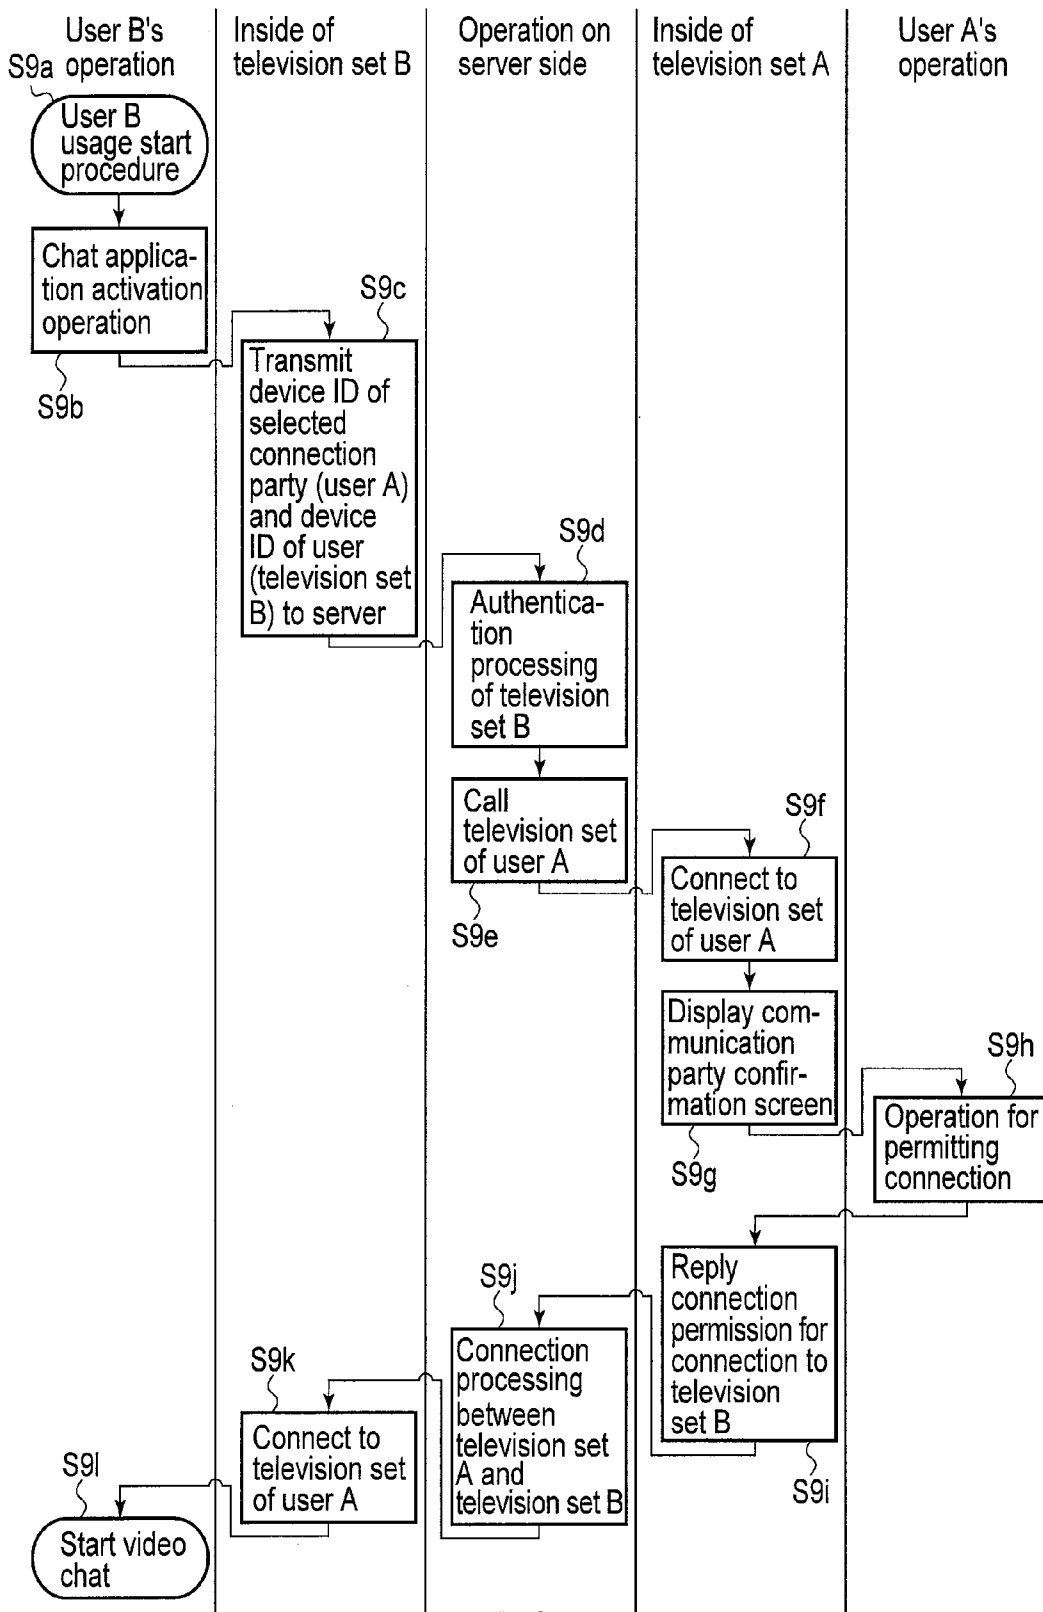 User B's
operation
Inside of
television set B
Operation on
server side
Inside of
television set A
User A's
operation
S9a
User B
usage start
procedure
Chat applica-
tion activation
operation
S9b
S9c
Transmit
device ID of
selected
connection
party (user A)
and device
ID of user
(television set
B) to server
S9d
Authentica-
tion
processing
of television
set B
Call
television set
of user A
S9e
S9f
Connect to
television set
of user A
Display com-
munication
party confir-
mation screen
S9g
S9h
Operation for
permitting
connection
Reply
connection
permission for
connection to
television
set B
S9i
S9j
Connection
processing
between
television set
A and
television set B
S9k
Connect to
television set
of user A
S9l
Start video
chat